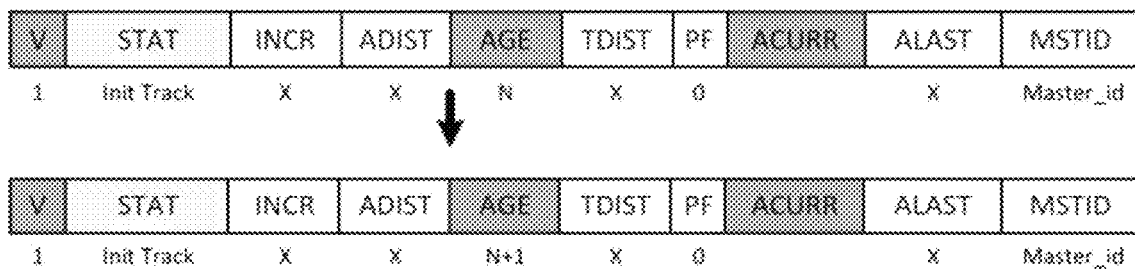 V STAT INCR ADIST AGE TDIST PF ACURR ALAST MSTID
1 Init Track X X N X 0 X Master_id
V STAT INCR ADIST AGE TDIST PF ACURR ALAST MSTID
1 Init Track X X N+1 X 0 X Master_id